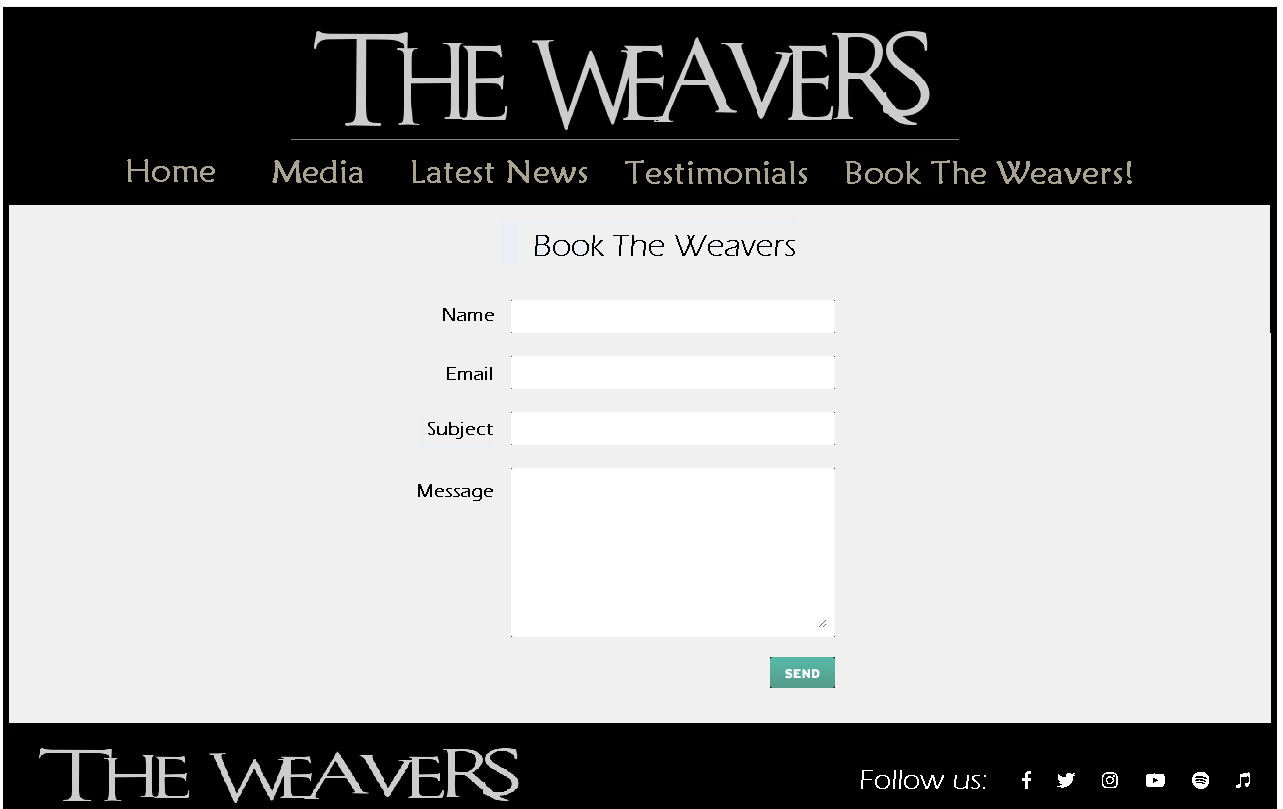 THE WEAVERS
Home Media Latest News Testimonials Book The Weavers!
Book The Weavers
Name
Email
Subject
Message
SEND
THE WEAVERS
Follow us: